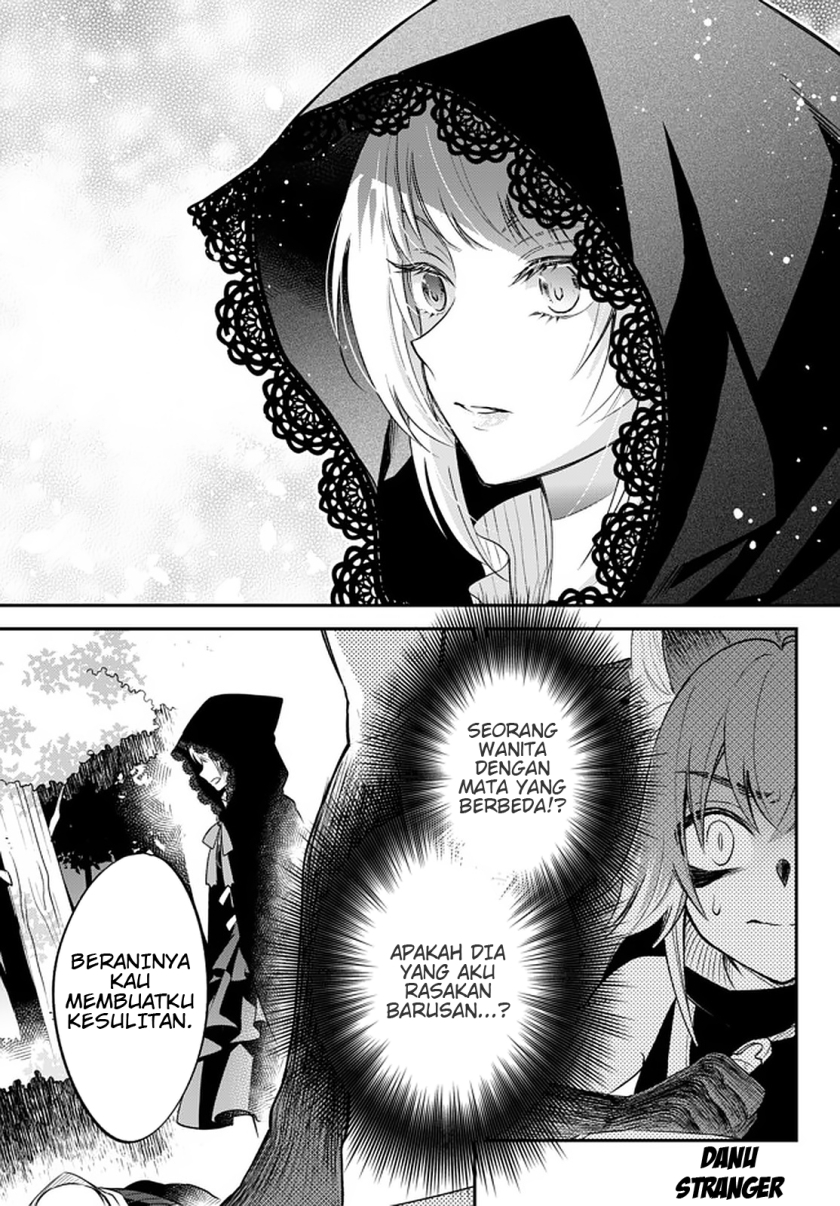 SEORANG
WANITA
DENGAN
MATA YANG
BERBEDA!?
APAKAH DIA
YANG AKU
RASAKAN
BARUSAN...?
BERANINYA
KAU
MEMBUATKU
KESULITAN.
DANU
STRANGER